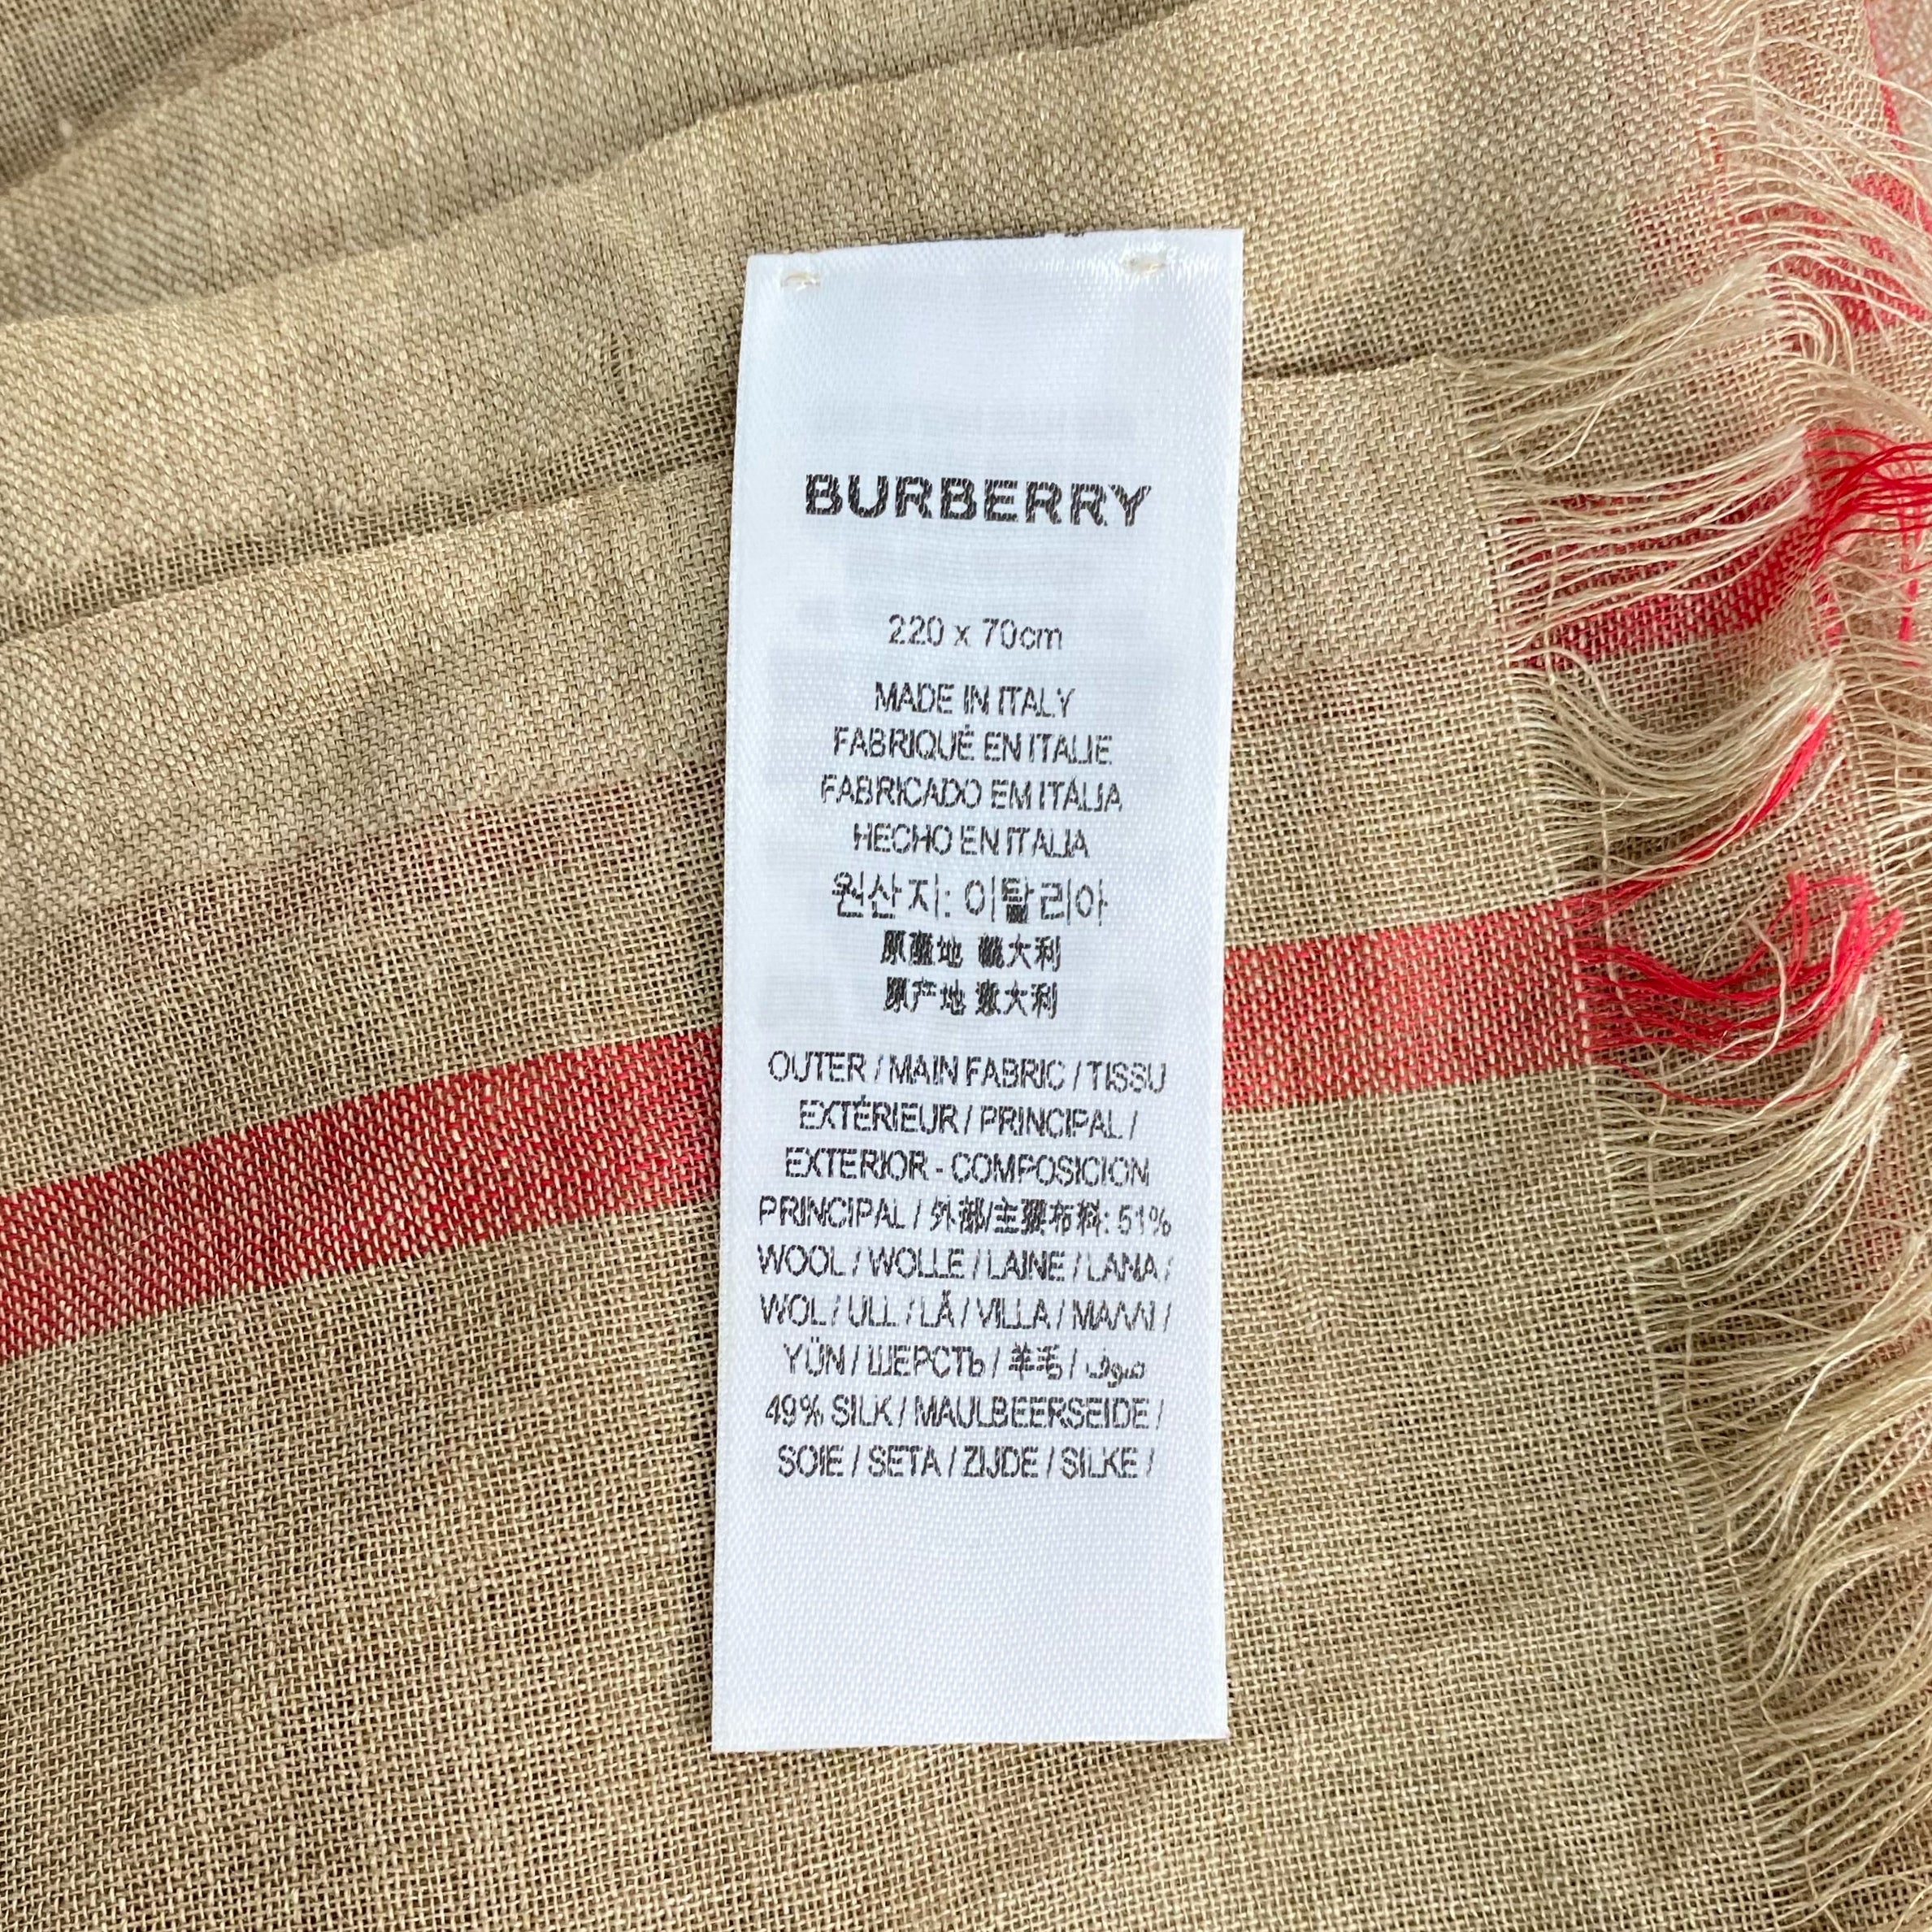 BURBERRY
220 x 70cm
MADE IN ITALY
FABRIQUÉ EN ITALIE
FABRICADO EM ITÁLIA
HECHO EN ITALIA
원산지: 이탈리아
原產地 義大利
原产地 意大利
OUTER / MAIN FABRIC / TISSU
EXTÉRIEUR / PRINCIPAL /
EXTERIOR - COMPOSICION
PRINCIPAL / 外部/主要布料: 51%
WOOL / WOLLE / LAINE / LANA /
WOL / ULL / LÃ / VILLA / ΜΑΛΛΙ /
YÜN / ШЕРСТЬ / 羊毛 / صوف
49% SILK / MAULBEERSEIDE /
SOIE / SETA / ZIJDE / SILKE /